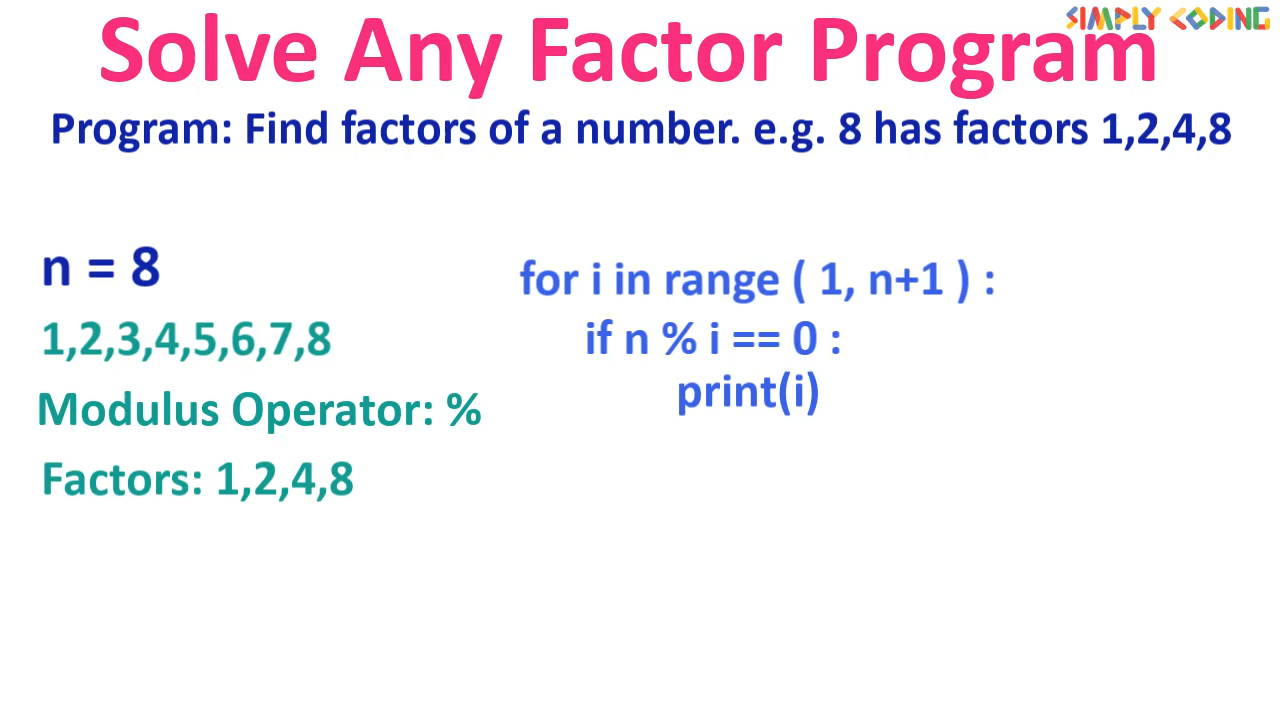 SIMPLY CODING
Solve Any Factor Program
Program: Find factors of a number. e.g. 8 has factors 1,2,4,8
n = 8
1,2,3,4,5,6,7,8
Modulus Operator: %
Factors: 1,2,4,8
for i in range ( 1, n+1 ) :
if n % i == 0 :
print(i)